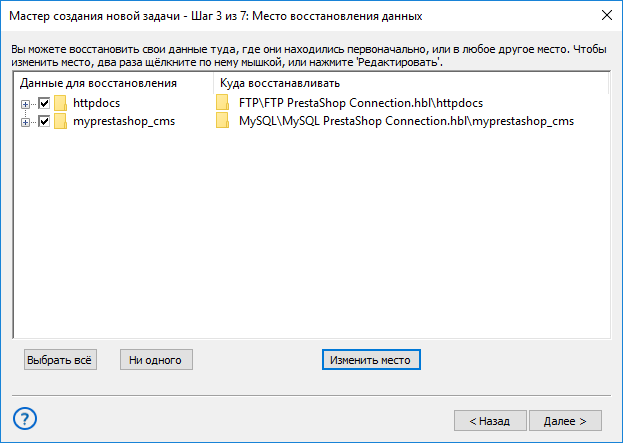 Мастер создания новой задачи - Шаг 3 из 7: Место восстановления данных
Вы можете восстановить свои данные туда, где они находились первоначально, или в любое другое место. Чтобы
изменить место, два раза щёлкните по нему мышкой, или нажмите 'Редактировать'.
Данные для восстановления Куда восстанавливать
httpdocs FTP\FTP PrestaShop Connection.hbl\httpdocs
myprestashop_cms MySQL\MySQL PrestaShop Connection.hbl\myprestashop_cms
Выбрать всё Ни одного Изменить место
? < Назад Далее >